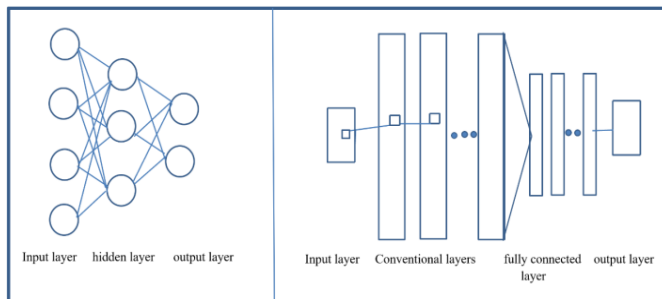 Input layer hidden layer output layer
Input layer Conventional layers fully connected output layer
layer